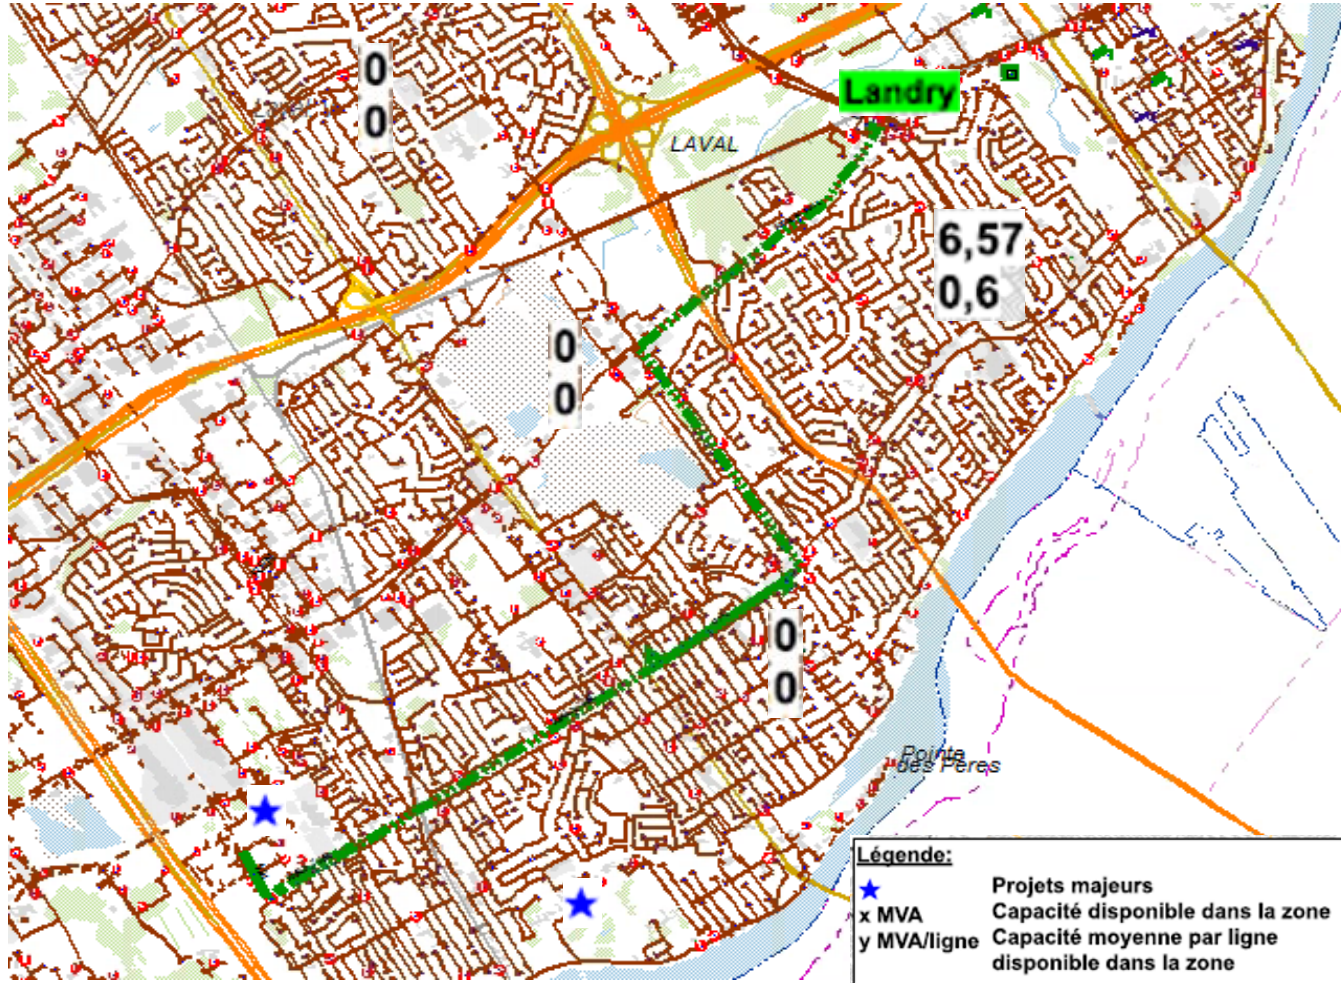 0
0
Landry
LAVAL
6,57
0,6
0
0
0
0
Pointe
des Pères
Légende:
Projets majeurs
x MVA Capacité disponible dans la zone
y MVA/ligne Capacité moyenne par ligne
disponible dans la zone